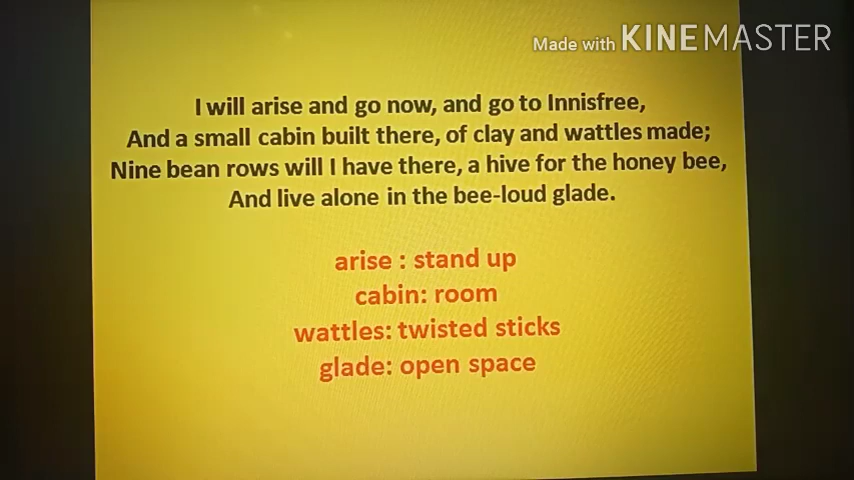 Made with KINEMASTER
I will arise and go now, and go to Innisfree,
And a small cabin built there, of clay and wattles made;
Nine bean rows will I have there, a hive for the honey bee,
And live alone in the bee-loud glade.
arise : stand up
cabin: room
wattles: twisted sticks
glade: open space